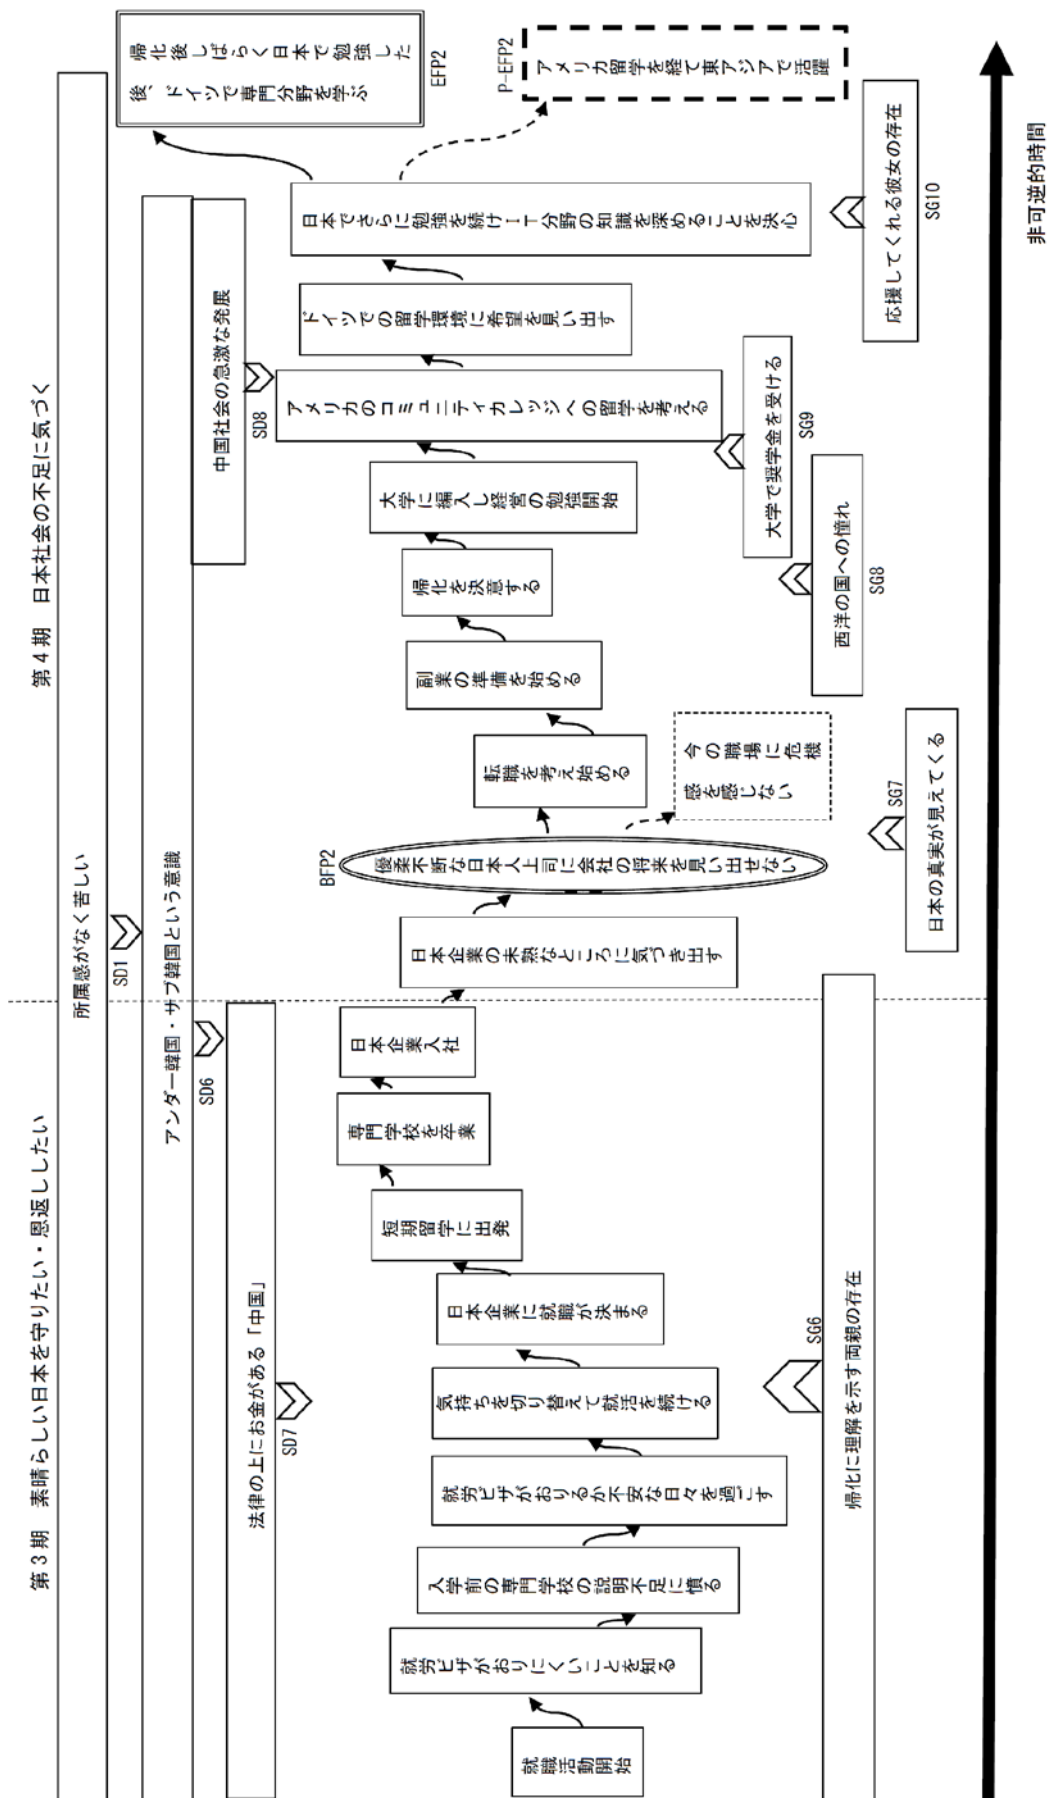 第3期 素晴らしい日本を守りたい・恩返ししたい
第4期 日本社会の不足に気づく
所属感がなく苦しい
SD1
アンダー韓国・サブ韓国という意識
SD6
法律の上にお金がある「中国」
SD7
中国社会の急激な発展
SD8
就職活動開始
就労ビザがおりにくいことを知る
入学前の専門学校の説明不足に憤る
就労ビザがおりるか不安な日々を過ごす
気持ちを切り替えて就活を続ける
日本企業に就職が決まる
短期留学に出発
専門学校を卒業
日本企業入社
日本企業の未熟なところに気づき出す
BFP2
優柔不断な日本人上司に会社の将来を見い出せない
転職を考え始める
今の職場に危機
感を感じない
副業の準備を始める
帰化を決意する
大学に編入し経営の勉強開始
アメリカのコミュニティカレッジへの留学を考える
ドイツでの留学環境に希望を見い出す
日本でさらに勉強を続けIT分野の知識を深めることを決心
帰化後しばらく日本で勉強した
後、ドイツで専門分野を学ぶ
EFP2
P-EFP2
アメリカ留学を経て東アジアで活躍
SG6
帰化に理解を示す両親の存在
SG7
日本の真実が見えてくる
西洋の国への憧れ
SG8
大学で奨学金を受ける
SG9
応援してくれる彼女の存在
SG10
非可逆的時間